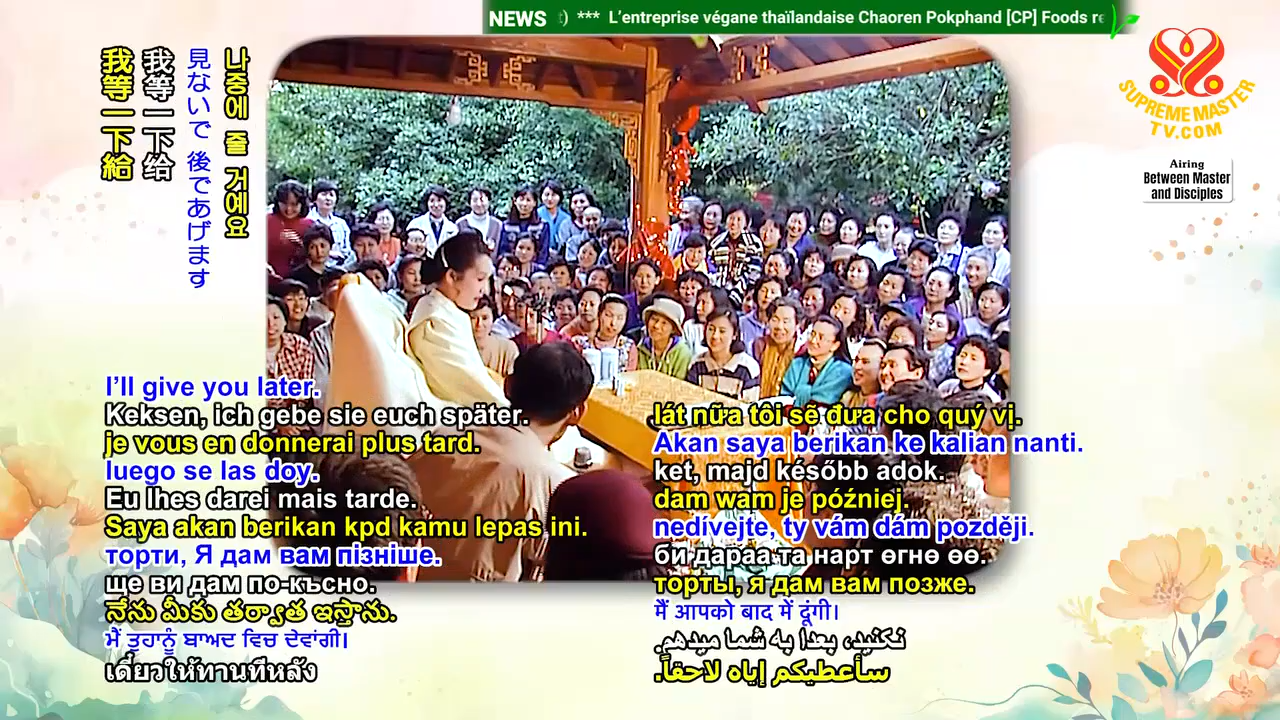 NEWS *** L’entreprise végane thaïlandaise Chaoren Pokphand [CP] Foods
SUPREME MASTER
TV.COM
Airing
Between Master
and Disciples
나중에 줄 거예요
見ないで 後であげます
我等一下给
我等一下給
I’ll give you later.
Keksen, ich gebe sie euch später.
je vous en donnerai plus tard.
luego se las doy.
Eu lhes darei mais tarde.
Saya akan berikan kpd kamu lepas ini.
торти, Я дам вам пізніше.
ще ви дам по-късно.
నేను మీకు తర్వాత ఇస్తాను.
ਮੈਂ ਤੁਹਾਨੂੰ ਬਾਅਦ ਵਿਚ ਦੇਵਾਂਗੀ।
เดี๋ยวให้ทานทีหลัง
lát nữa tôi sẽ đưa cho quý vị.
Akan saya berikan ke kalian nanti.
ket, majd később adok.
dam wam je później.
nedívejte, ty vám dám později.
би дараа та нарт өгнө өө.
торты, я дам вам позже.
मैं आपको बाद में दूंगी।
نکنید، بعدا به شما میدهم.
سأعطيكم إياه لاحقاً.